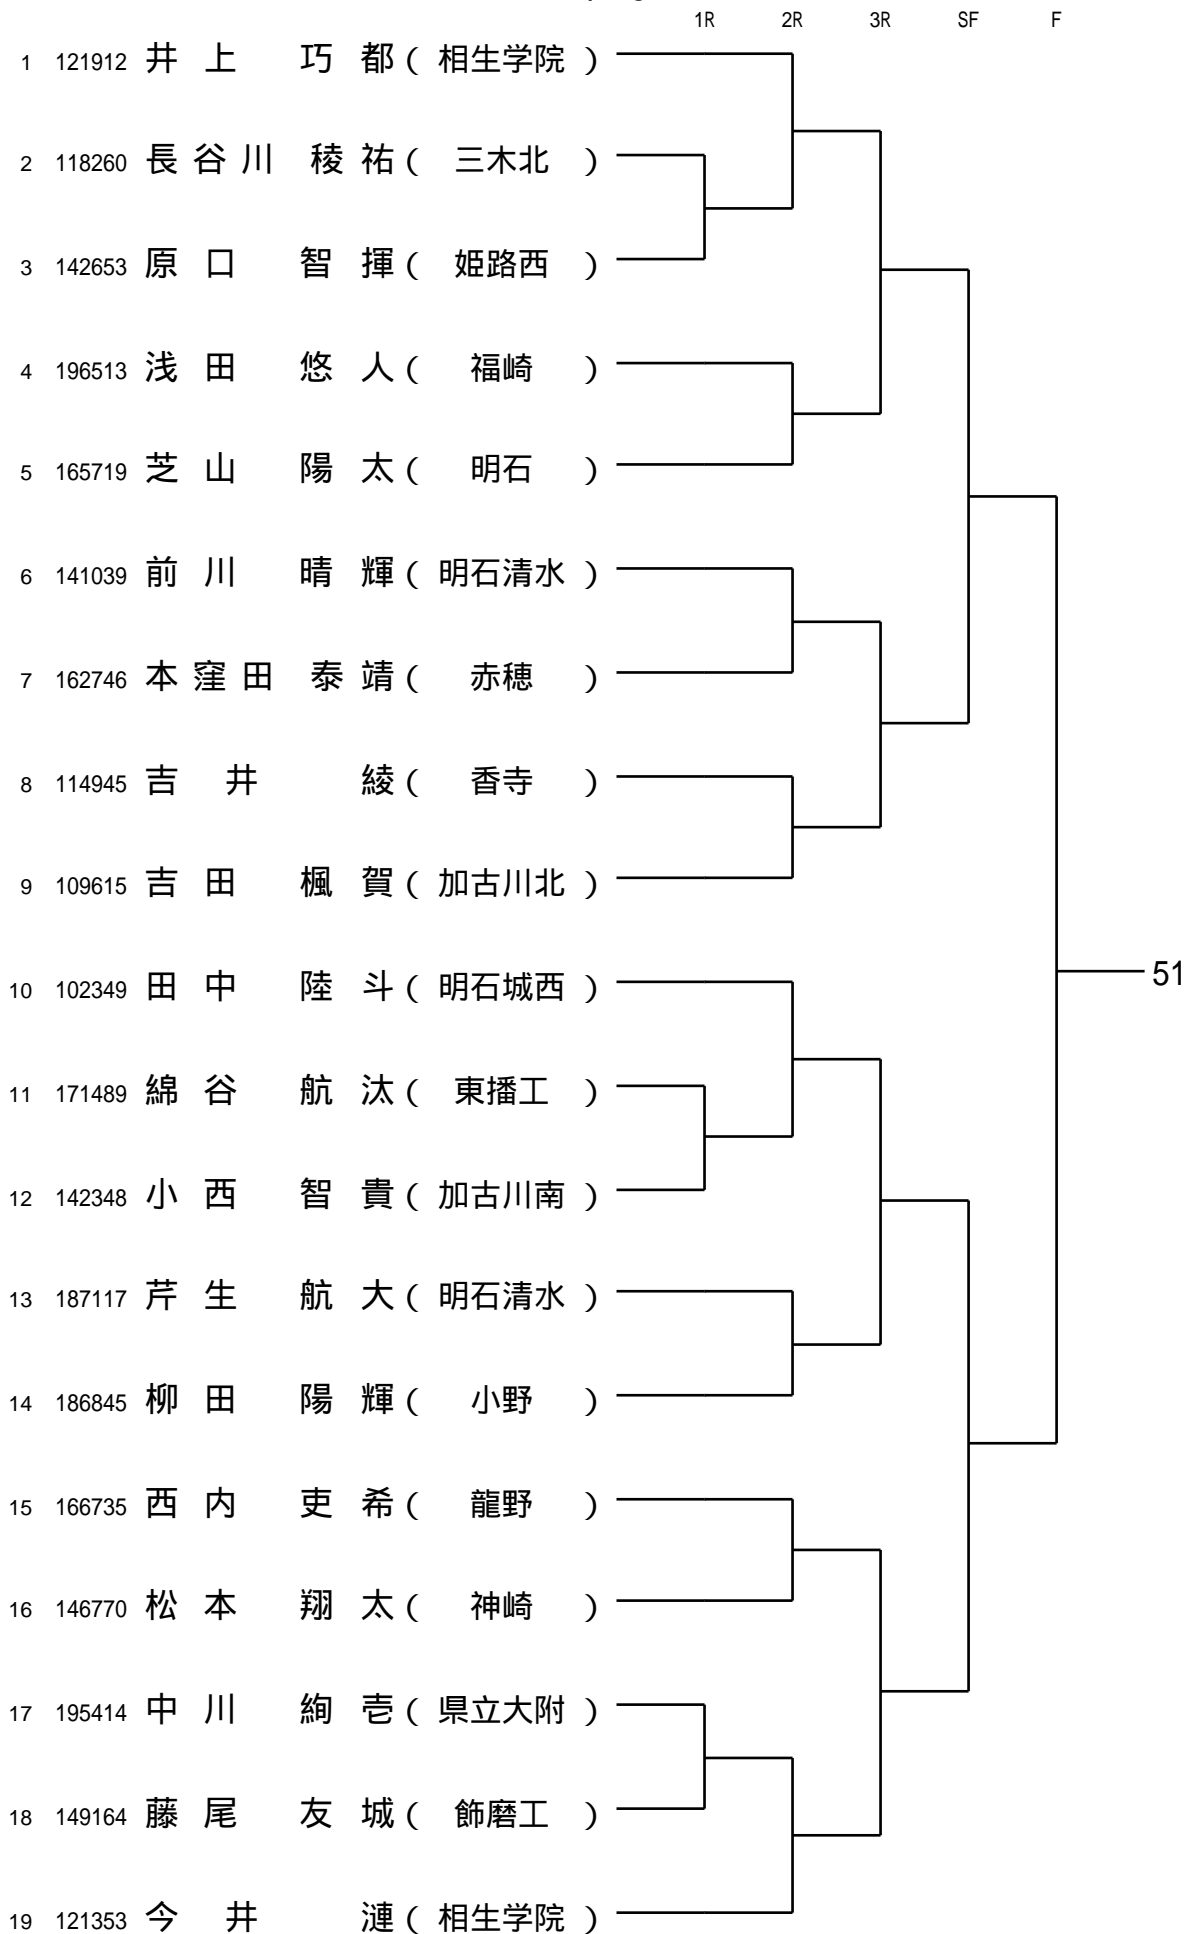 1R 2R 3R SF F
1 121912 井上 巧都 ( 相生学院 )
2 118260 長谷川 稜祐 ( 三木北 )
3 142653 原口 智揮 ( 姫路西 )
4 196513 浅田 悠人 ( 福崎 )
5 165719 芝山 陽太 ( 明石 )
6 141039 前川 晴輝 ( 明石清水 )
7 162746 本窪田 泰靖 ( 赤穂 )
8 114945 吉井 綾 ( 香寺 )
9 109615 吉田 楓賀 ( 加古川北 )
51
10 102349 田中 陸斗 ( 明石城西 )
11 171489 綿谷 航汰 ( 東播工 )
12 142348 小西 智貴 ( 加古川南 )
13 187117 芹生 航大 ( 明石清水 )
14 186845 柳田 陽輝 ( 小野 )
15 166735 西内 吏希 ( 龍野 )
16 146770 松本 翔太 ( 神崎 )
17 195414 中川 絢壱 ( 県立大附 )
18 149164 藤尾 友城 ( 飾磨工 )
19 121353 今井 漣 ( 相生学院 )